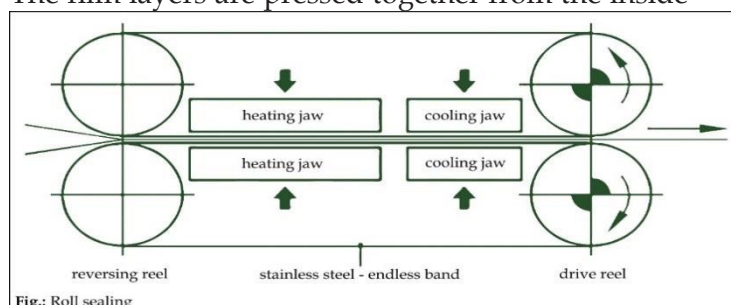 The film layers are pressed together from the inside
heating jaw cooling jaw
heating jaw cooling jaw
reversing reel stainless steel - endless band drive reel
Fig.: Roll sealing